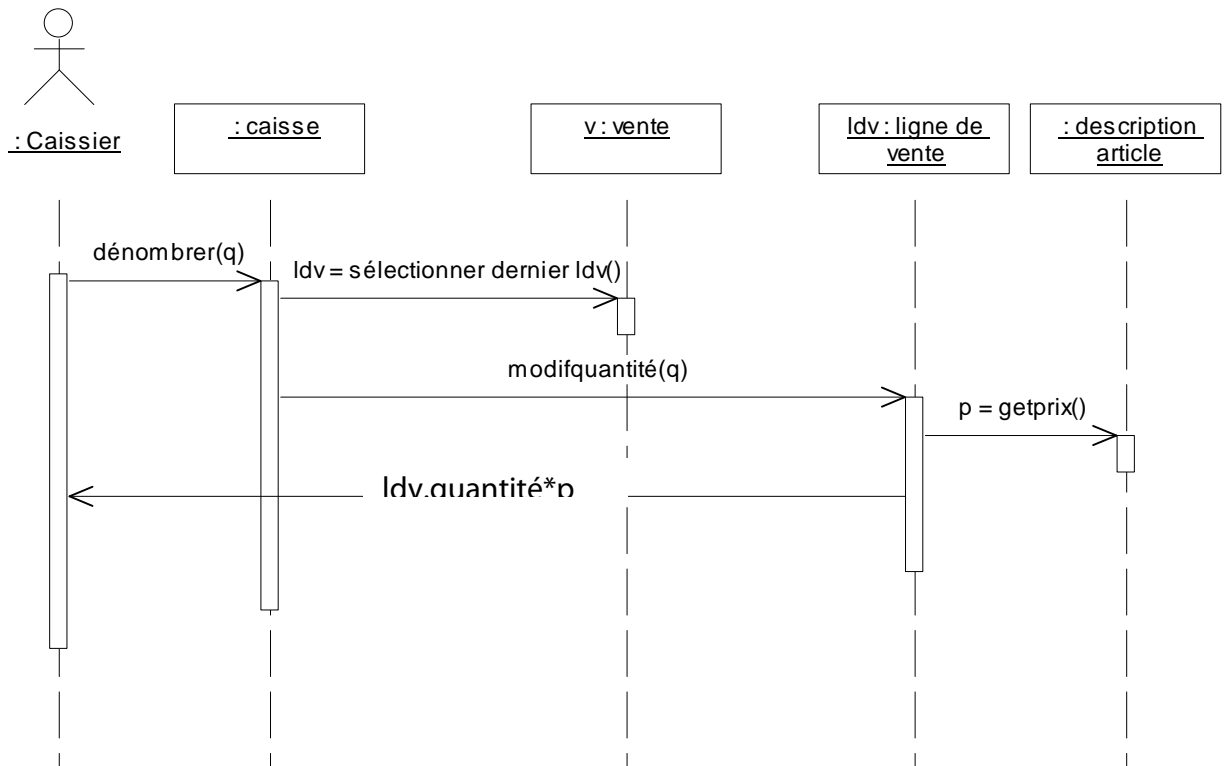 : Caissier
: caisse
v : vente
ldv : ligne de
vente
: description
article
dénombrer(q)
ldv = sélectionner dernier ldv()
modifquantité(q)
p = getprix()
ldv.quantité*p